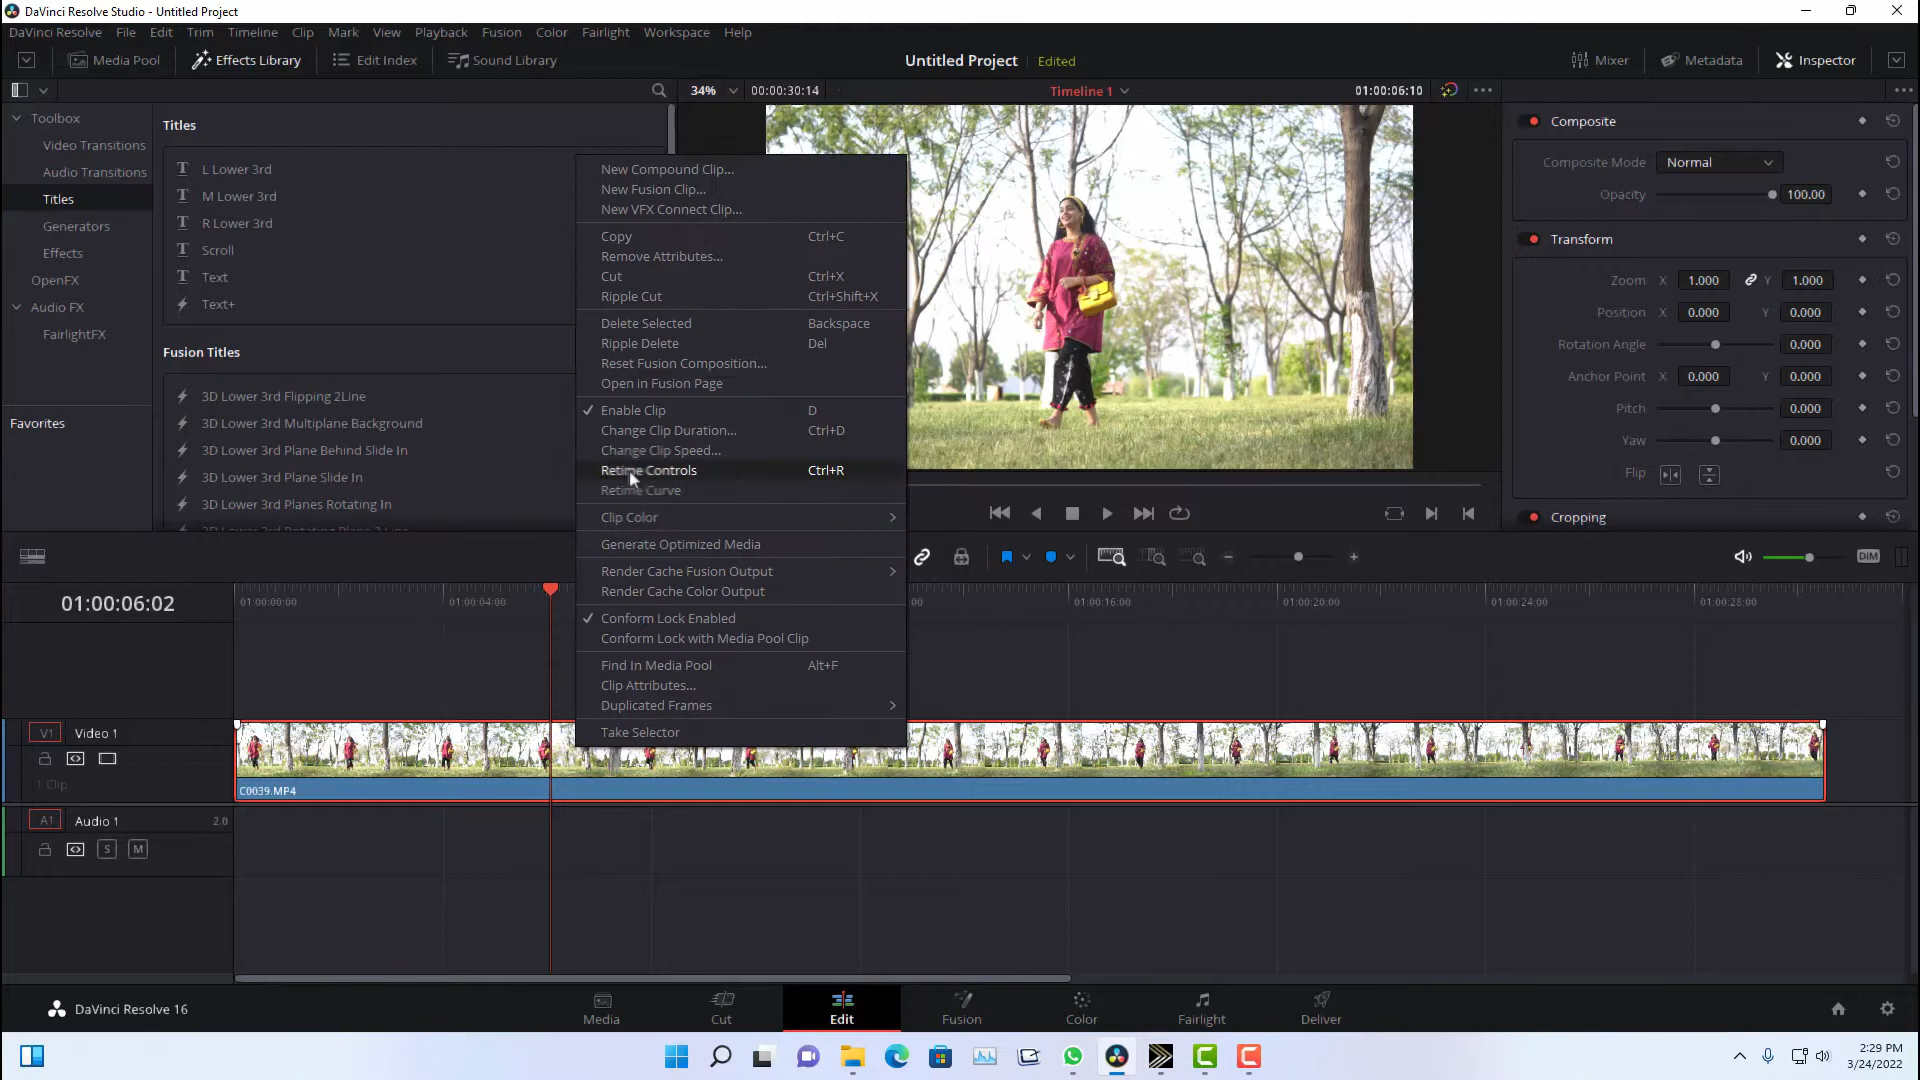 DaVinci Resolve Studio - Untitled Project
DaVinci Resolve File Edit Trim Timeline Clip Mark View Playback Fusion Color Fairlight Workspace Help
Media Pool Effects Library Edit Index Sound Library Untitled Project Edited Mixer Metadata Inspector
34% 00:00:30:14 Timeline 1 01:00:06:10
Toolbox
Video Transitions
Audio Transitions
Titles
Generators
Effects
OpenFX
Audio FX
FairlightFX
Favorites
Titles
L Lower 3rd
M Lower 3rd
R Lower 3rd
Scroll
Text
Text+
Fusion Titles
3D Lower 3rd Flipping 2Line
3D Lower 3rd Multiplane Background
3D Lower 3rd Plane Behind Slide In
3D Lower 3rd Plane Slide In
3D Lower 3rd Planes Rotating In
3D Lower 3rd Rotating Plane 2 Line
New Compound Clip...
New Fusion Clip...
New VFX Connect Clip...
Copy Ctrl+C
Remove Attributes...
Cut Ctrl+X
Ripple Cut Ctrl+Shift+X
Delete Selected Backspace
Ripple Delete Del
Reset Fusion Composition...
Open in Fusion Page
Enable Clip D
Change Clip Duration... Ctrl+D
Change Clip Speed...
Retime Controls Ctrl+R
Retime Curve
Clip Color
Generate Optimized Media
Render Cache Fusion Output
Render Cache Color Output
Conform Lock Enabled
Conform Lock with Media Pool Clip
Find In Media Pool Alt+F
Clip Attributes...
Duplicated Frames
Take Selector
Composite
Composite Mode Normal
Opacity 100.00
Transform
Zoom X 1.000 Y 1.000
Position X 0.000 Y 0.000
Rotation Angle 0.000
Anchor Point X 0.000 Y 0.000
Pitch 0.000
Yaw 0.000
Flip
Cropping
DIM
01:00:06:02
01:00:00:00 01:00:04:00 01:00:16:00 01:00:20:00 01:00:24:00 01:00:28:00
V1 Video 1
1 Clip
C0039.MP4
A1 Audio 1 2.0
S M
DaVinci Resolve 16
Media Cut Edit Fusion Color Fairlight Deliver
2:29 PM
3/24/2022